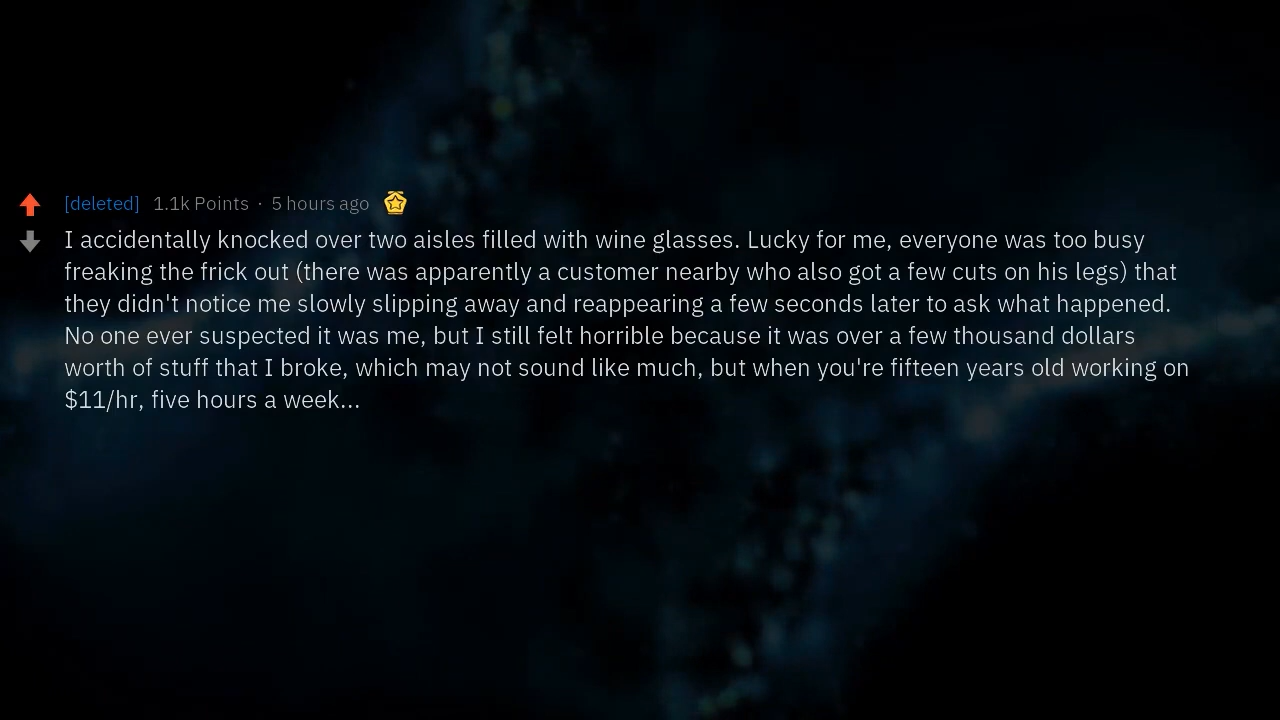 [deleted] 1.1k Points · 5 hours ago
I accidentally knocked over two aisles filled with wine glasses. Lucky for me, everyone was too busy
freaking the frick out (there was apparently a customer nearby who also got a few cuts on his legs) that
they didn't notice me slowly slipping away and reappearing a few seconds later to ask what happened.
No one ever suspected it was me, but I still felt horrible because it was over a few thousand dollars
worth of stuff that I broke, which may not sound like much, but when you're fifteen years old working on
$11/hr, five hours a week...